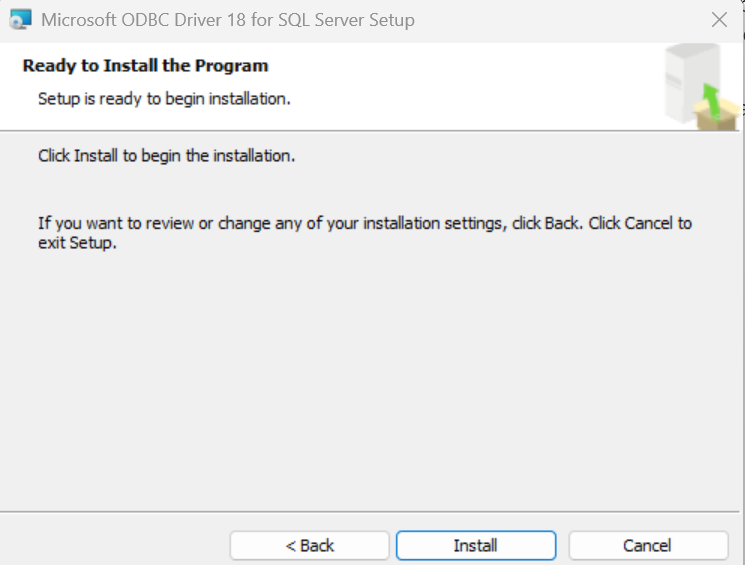 Microsoft ODBC Driver 18 for SQL Server Setup
Ready to Install the Program
Setup is ready to begin installation.
Click Install to begin the installation.
If you want to review or change any of your installation settings, click Back. Click Cancel to
exit Setup.
< Back
Install
Cancel